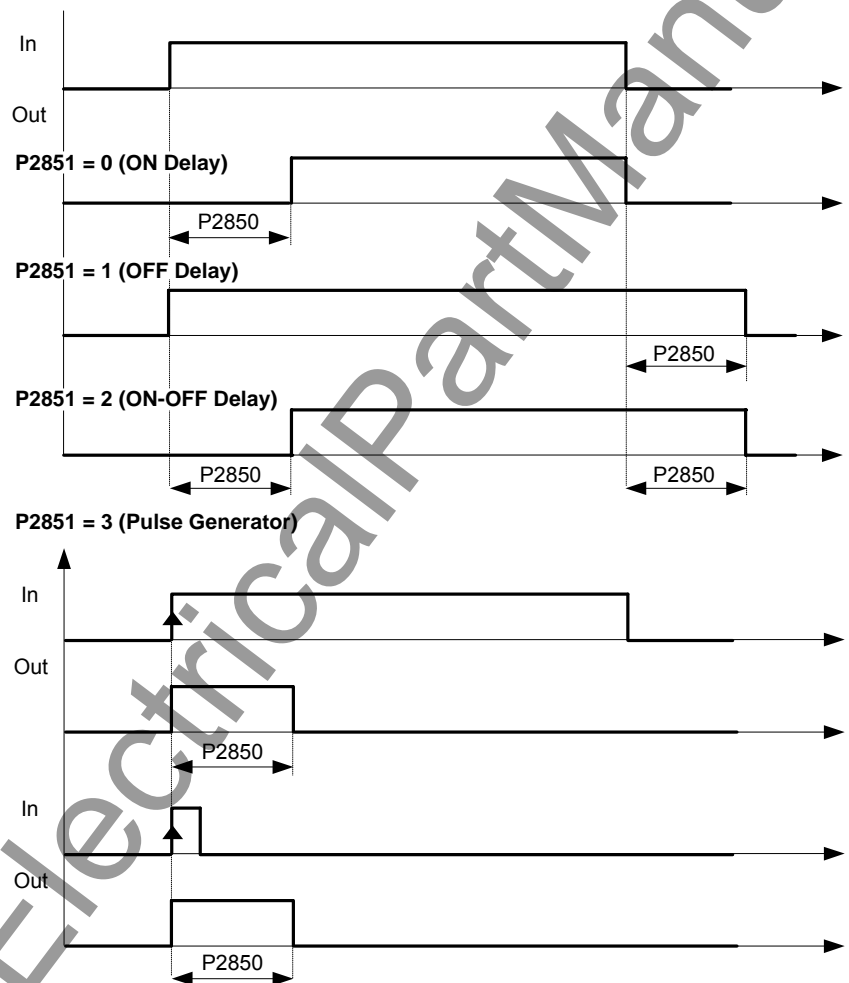 In
Out
P2851 = 0 (ON Delay)
P2850
P2851 = 1 (OFF Delay)
P2850
P2851 = 2 (ON-OFF Delay)
P2850 P2850
P2851 = 3 (Pulse Generator)
In
Out
P2850
In
Out
P2850
ElectricalPartManu